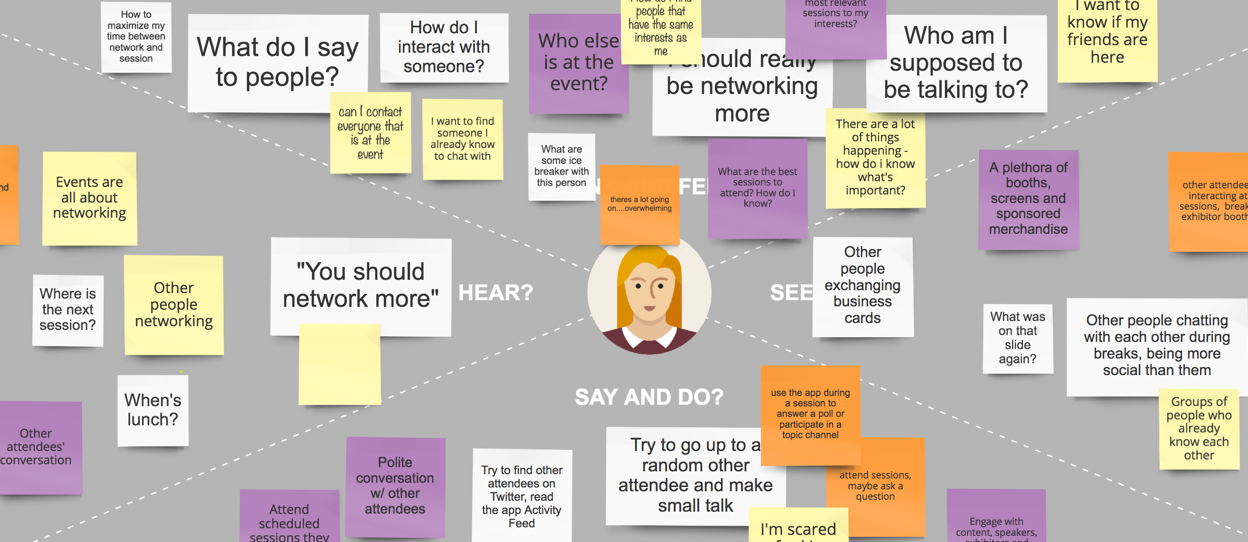 How to
maximize my
time between
network and
session
What do I say
to people?
How do I
interact with
someone?
Who else
is at the
event?
people that
have the same
interests as
me
should really
be networking
more
most relevant
sessions to my
interests?
Who am I
supposed to
be talking to?
I want to
know if my
friends are
here
can I contact
everyone that
is at the
event
I want to find
someone I
already know
to chat with
What are
some ice
breaker with
this person
theres a lot going
on....overwhelming
What are the best
sessions to
attend? How do I
know?
There are a lot
of things
happening -
how do i know
what's
important?
A plethora of
booths,
screens and
sponsored
merchandise
other attendee
interacting at
sessions, break
exhibitor booth
Events are
all about
networking
Where is
the next
session?
Other
people
networking
"You should
network more"
HEAR?
SEE
Other
people
exchanging
business
cards
What was
on that
slide
again?
Other people chatting
with each other during
breaks, being more
social than them
Groups of
people who
already
know each
other
When's
lunch?
Other
attendees'
conversation
SAY AND DO?
Attend
scheduled
sessions they
Polite
conversation
w/ other
attendees
Try to find other
attendees on
Twitter, read
the app Activity
Feed
Try to go up to a
random other
attendee and make
small talk
use the app during
a session to
answer a poll or
participate in a
topic channel
attend sessions,
maybe ask a
question
I'm scared
Engage with
content, speakers,